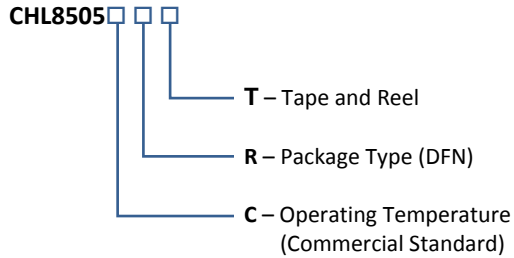 CHL8505
T – Tape and Reel
R – Package Type (DFN)
C – Operating Temperature
(Commercial Standard)